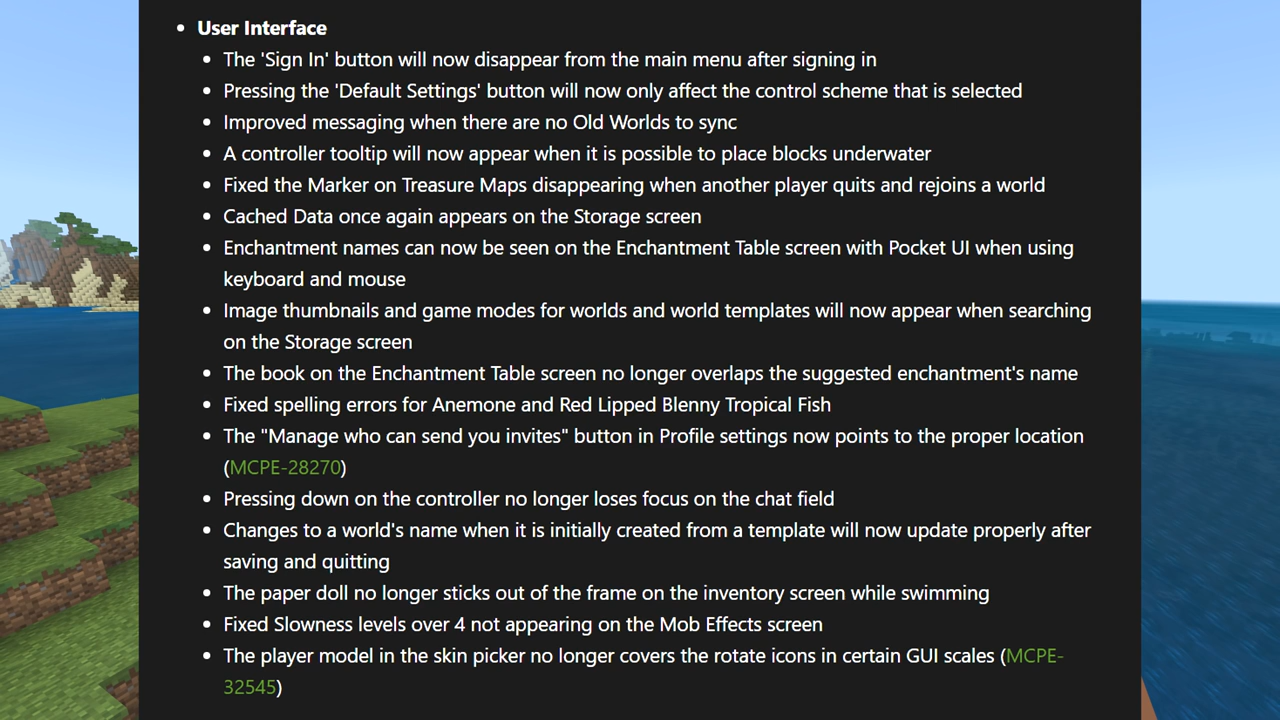 User Interface
The 'Sign In' button will now disappear from the main menu after signing in
Pressing the 'Default Settings' button will now only affect the control scheme that is selected
Improved messaging when there are no Old Worlds to sync
A controller tooltip will now appear when it is possible to place blocks underwater
Fixed the Marker on Treasure Maps disappearing when another player quits and rejoins a world
Cached Data once again appears on the Storage screen
Enchantment names can now be seen on the Enchantment Table screen with Pocket UI when using
keyboard and mouse
Image thumbnails and game modes for worlds and world templates will now appear when searching
on the Storage screen
The book on the Enchantment Table screen no longer overlaps the suggested enchantment's name
Fixed spelling errors for Anemone and Red Lipped Blenny Tropical Fish
The "Manage who can send you invites" button in Profile settings now points to the proper location
(MCPE-28270)
Pressing down on the controller no longer loses focus on the chat field
Changes to a world's name when it is initially created from a template will now update properly after
saving and quitting
The paper doll no longer sticks out of the frame on the inventory screen while swimming
Fixed Slowness levels over 4 not appearing on the Mob Effects screen
The player model in the skin picker no longer covers the rotate icons in certain GUI scales (MCPE-
32545)